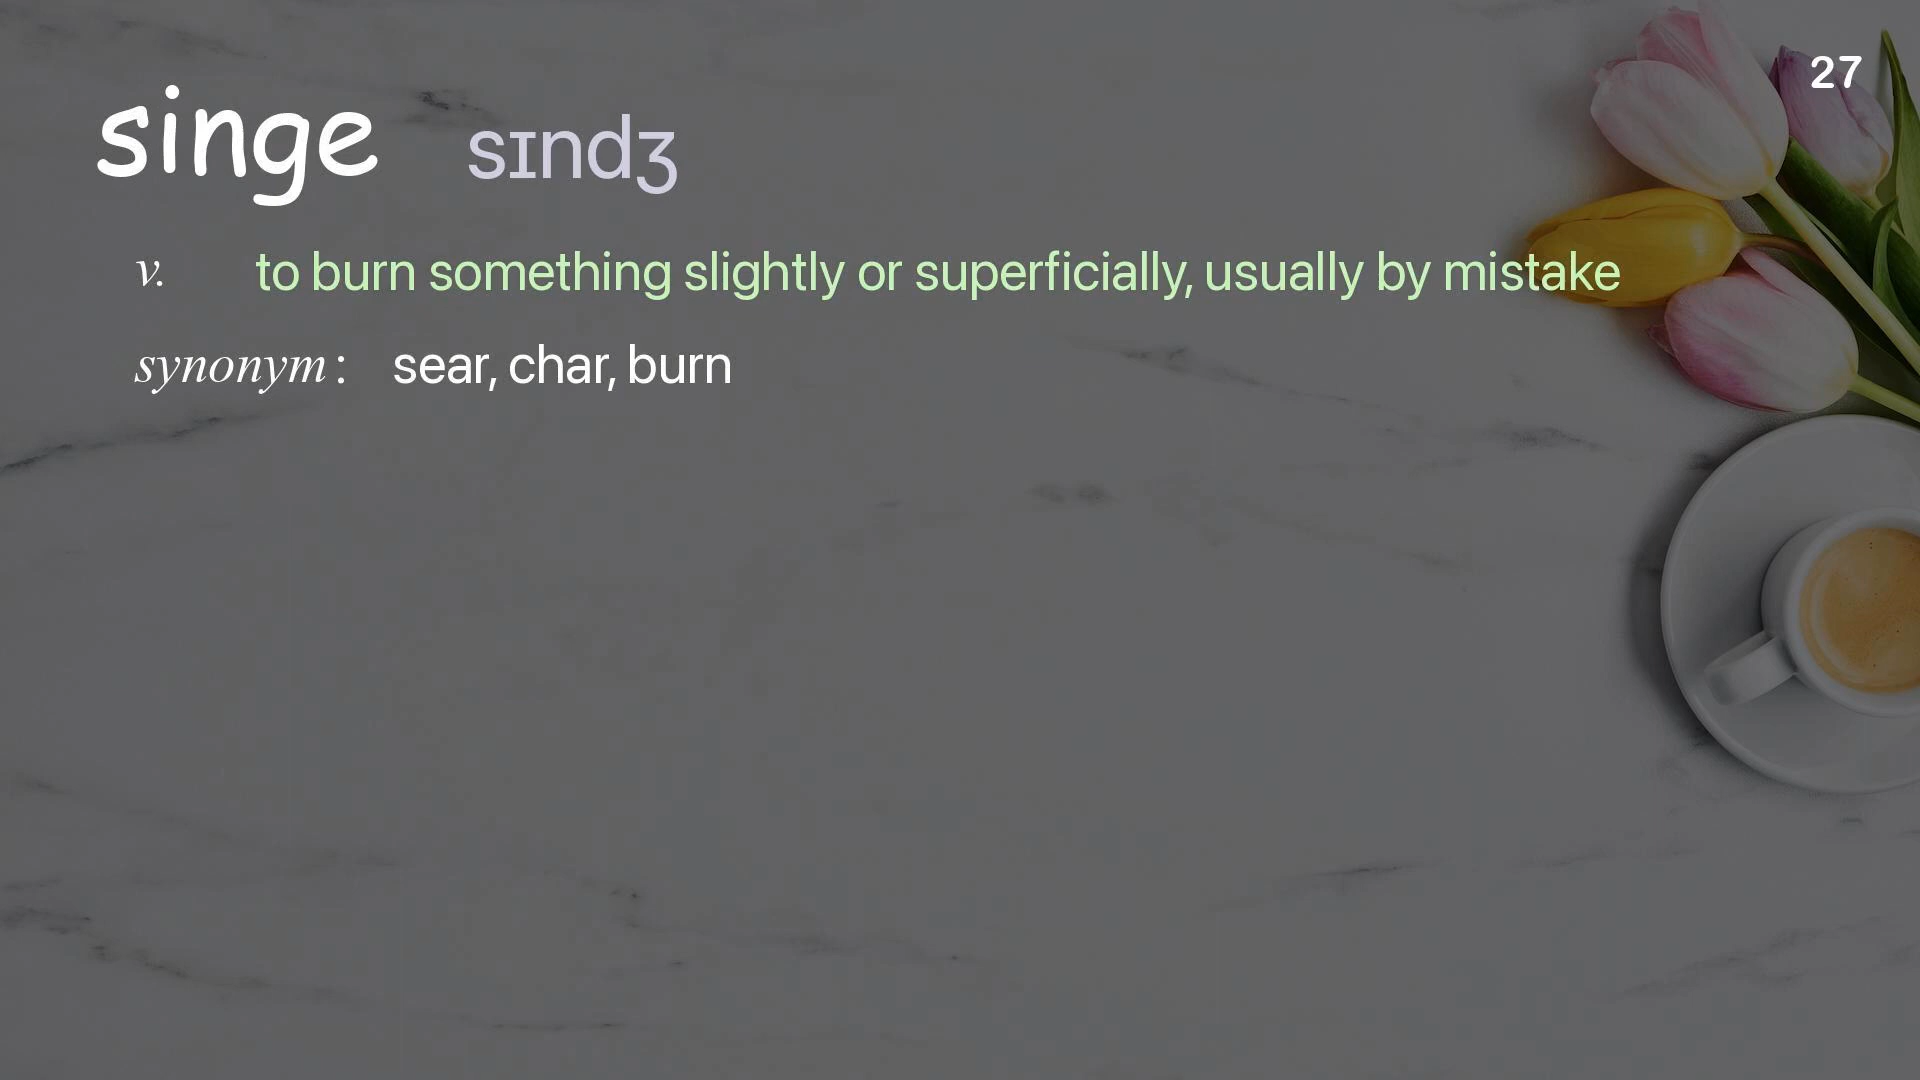 27
singe sɪndʒ
v. to burn something slightly or superficially, usually by mistake
synonym: sear, char, burn